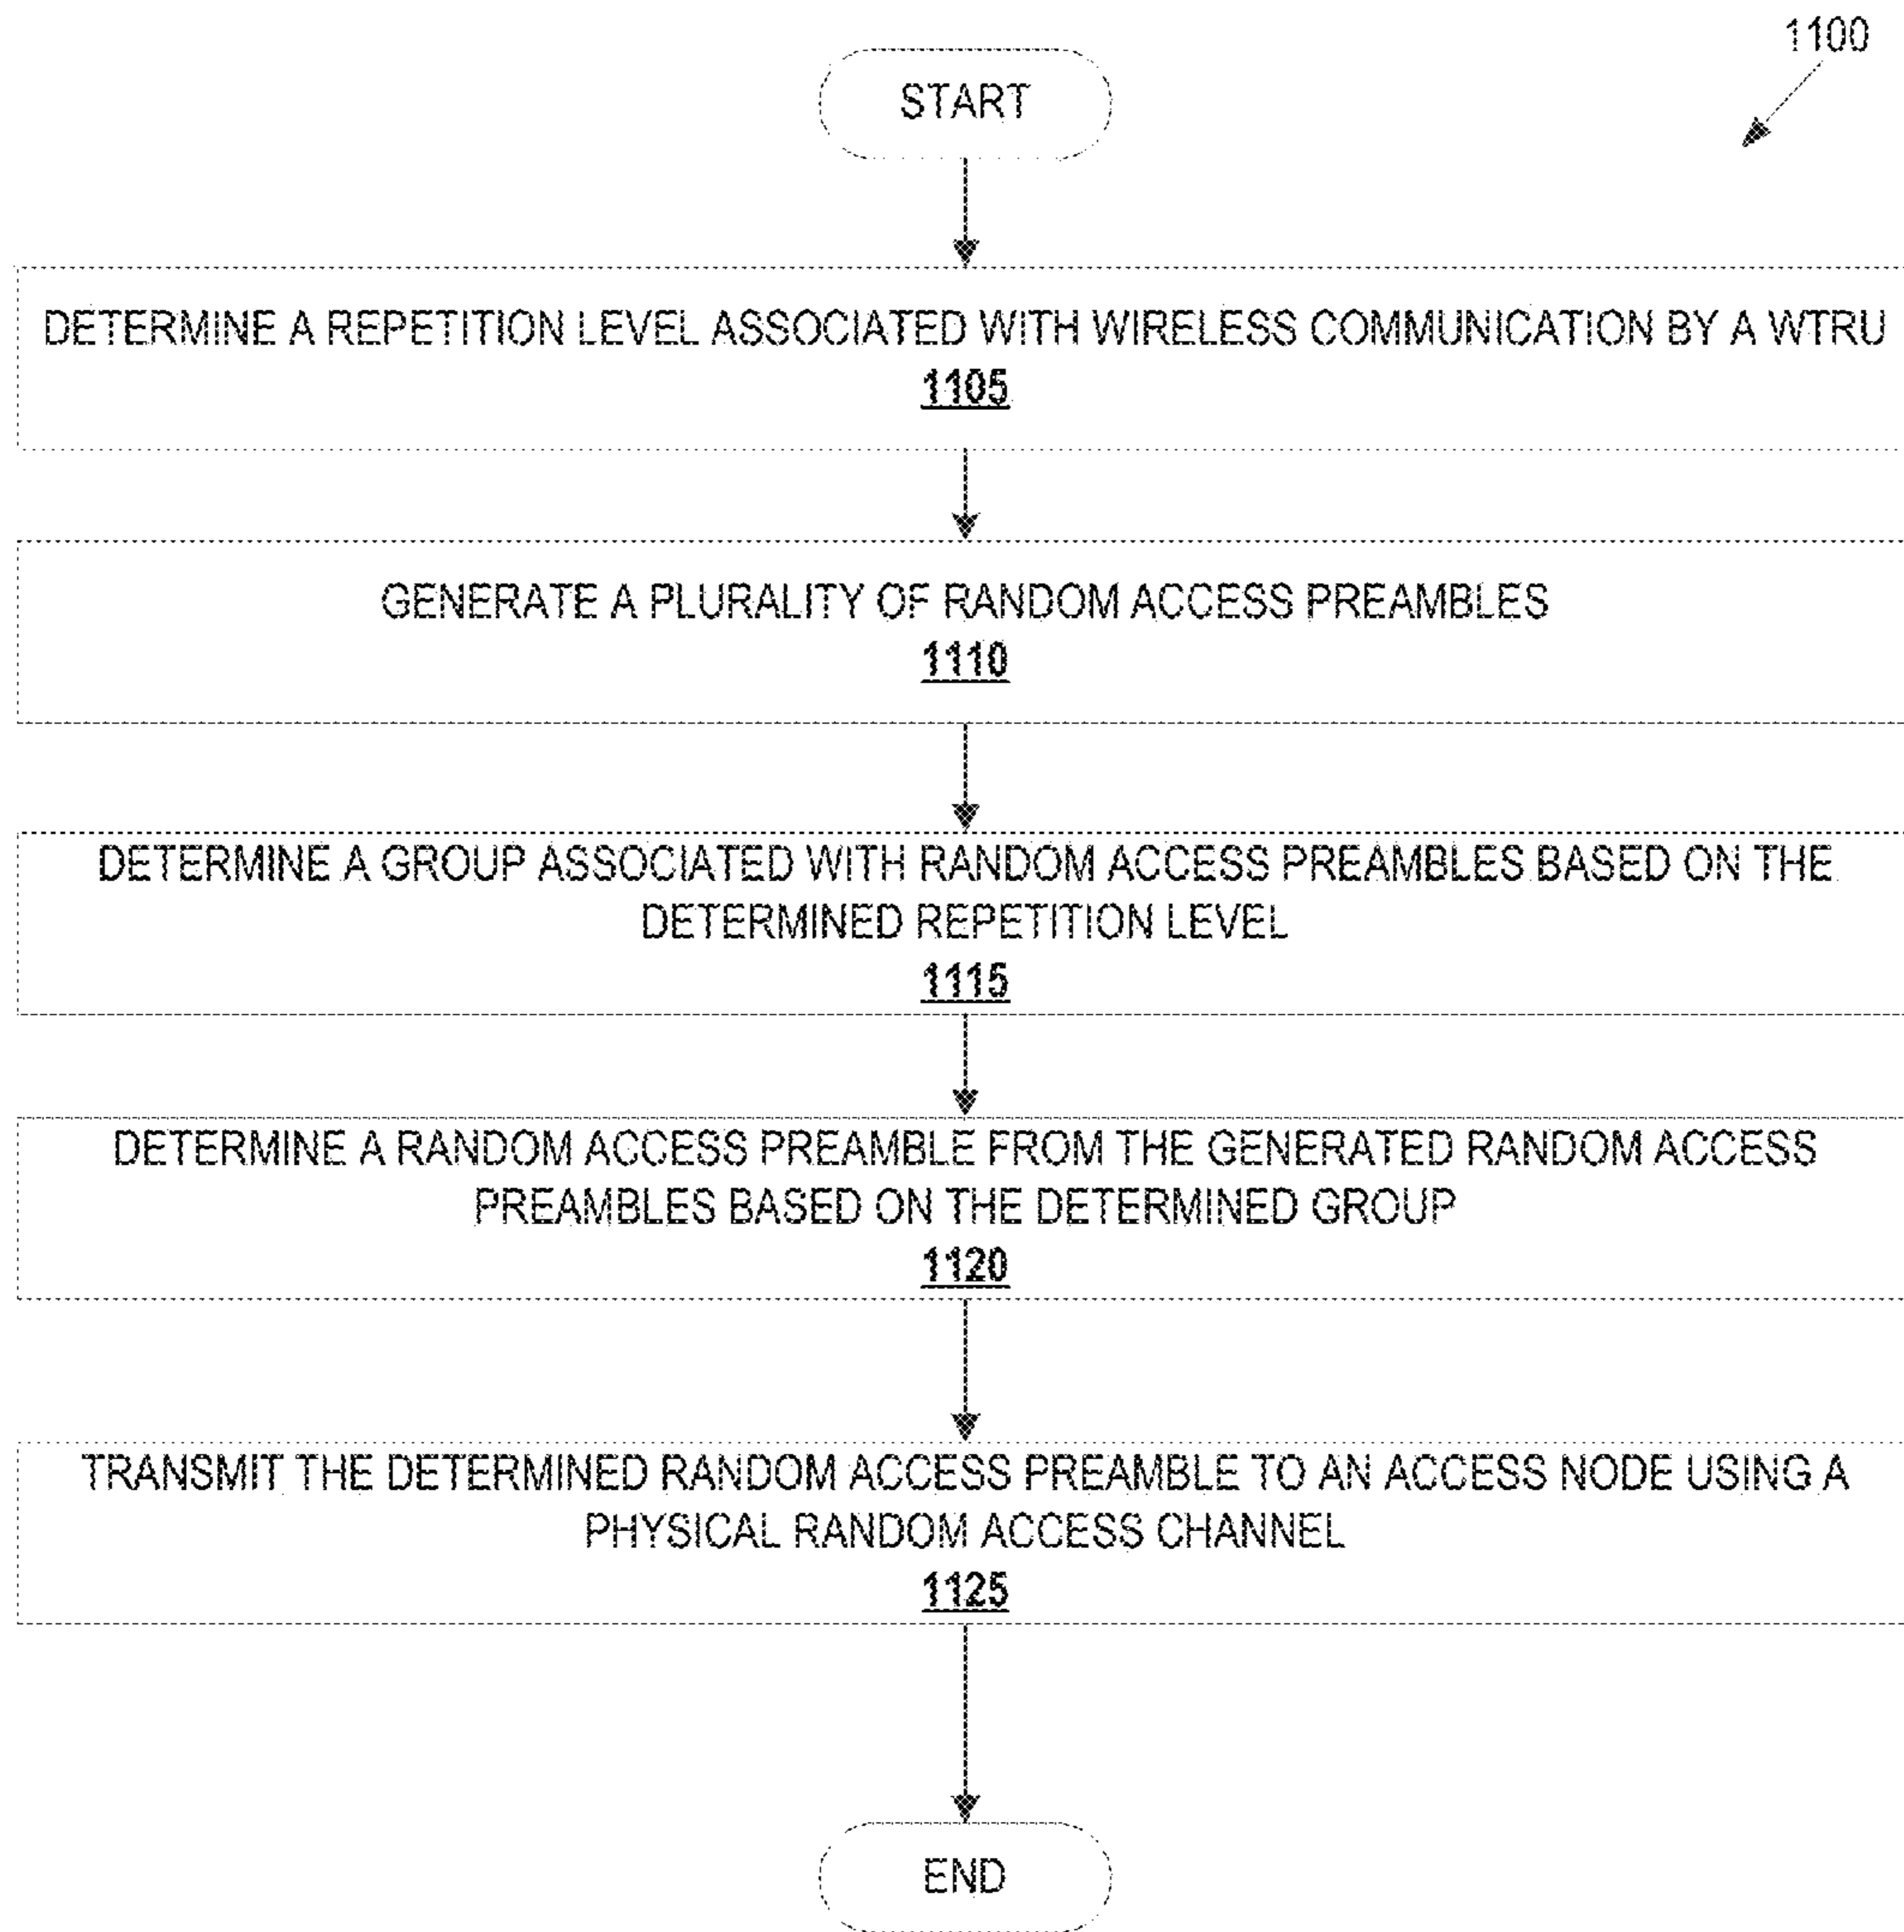 1100
START
DETERMINE A REPETITION LEVEL ASSOCIATED WITH WIRELESS COMMUNICATION BY A WTRU
1105
GENERATE A PLURALITY OF RANDOM ACCESS PREAMBLES
1110
DETERMINE A GROUP ASSOCIATED WITH RANDOM ACCESS PREAMBLES BASED ON THE
DETERMINED REPETITION LEVEL
1115
DETERMINE A RANDOM ACCESS PREAMBLE FROM THE GENERATED RANDOM ACCESS
PREAMBLES BASED ON THE DETERMINED GROUP
1120
TRANSMIT THE DETERMINED RANDOM ACCESS PREAMBLE TO AN ACCESS NODE USING A
PHYSICAL RANDOM ACCESS CHANNEL
1125
END